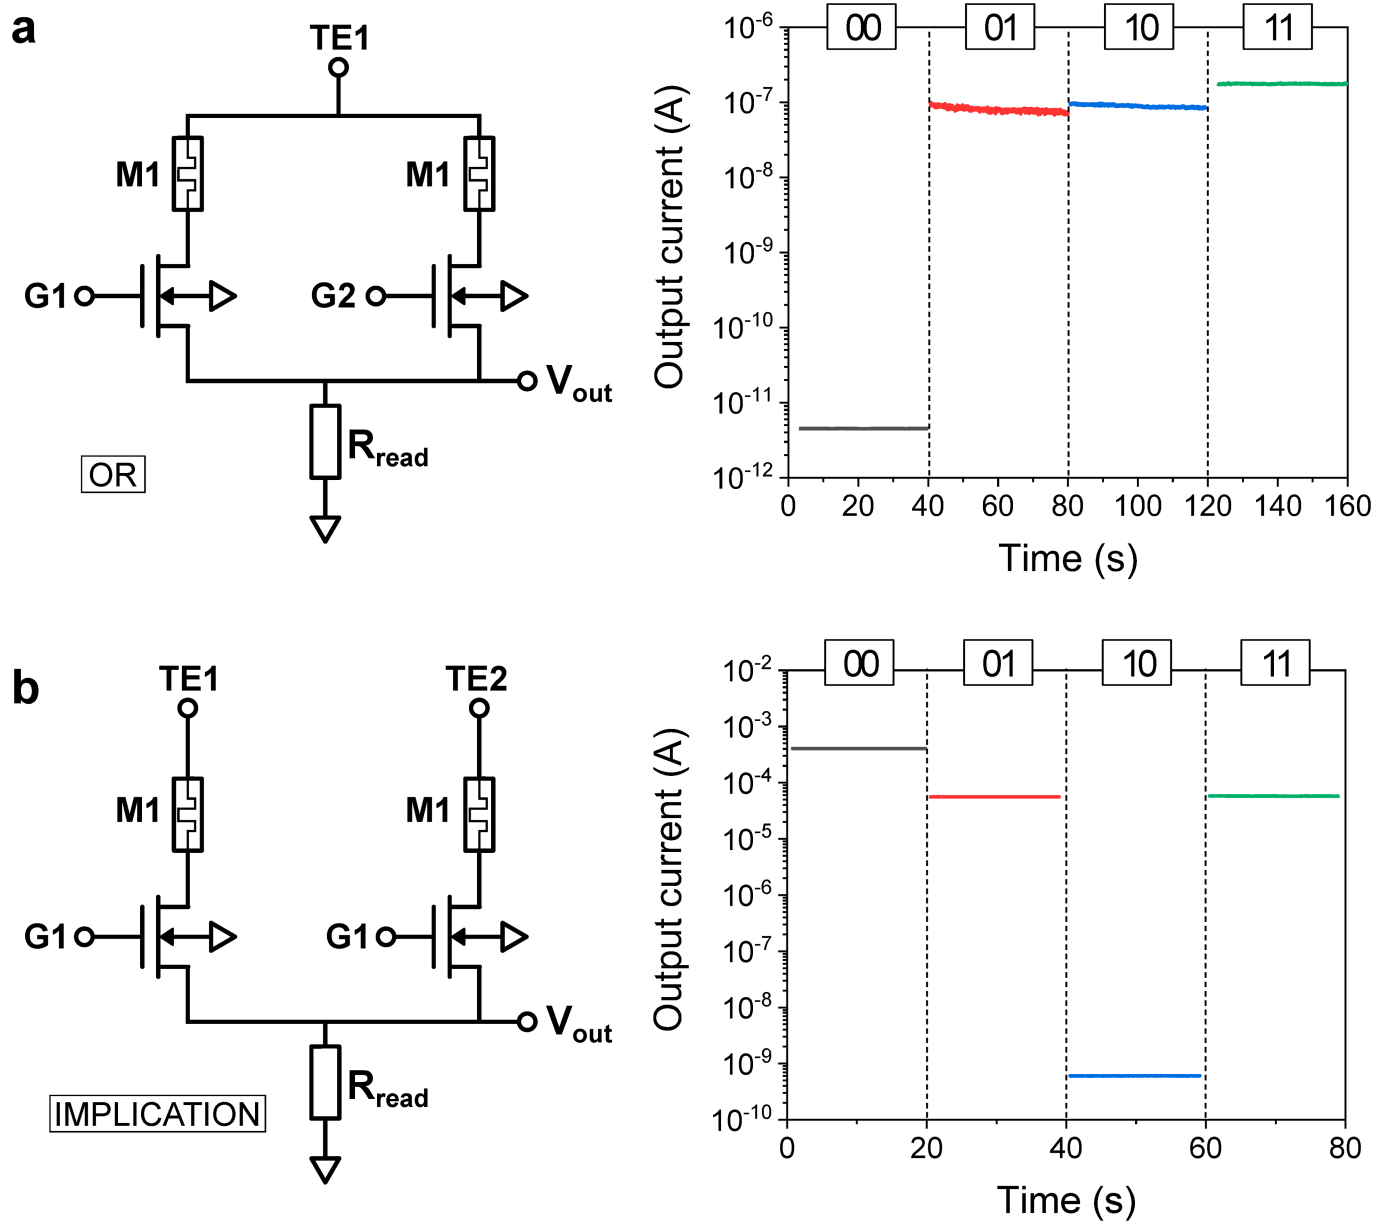 a
TE1
M1
M1
G1
G2
Vout
Rread
OR
00
01
10
11
Output current (A)
10-6
10-7
10-8
10-9
10-10
10-11
10-12
0 20 40 60 80 100 120 140 160
Time (s)
b
TE1
TE2
M1
M1
G1
G1
Vout
Rread
IMPLICATION
00
01
10
11
Output current (A)
10-2
10-3
10-4
10-5
10-6
10-7
10-8
10-9
10-10
0 20 40 60 80
Time (s)